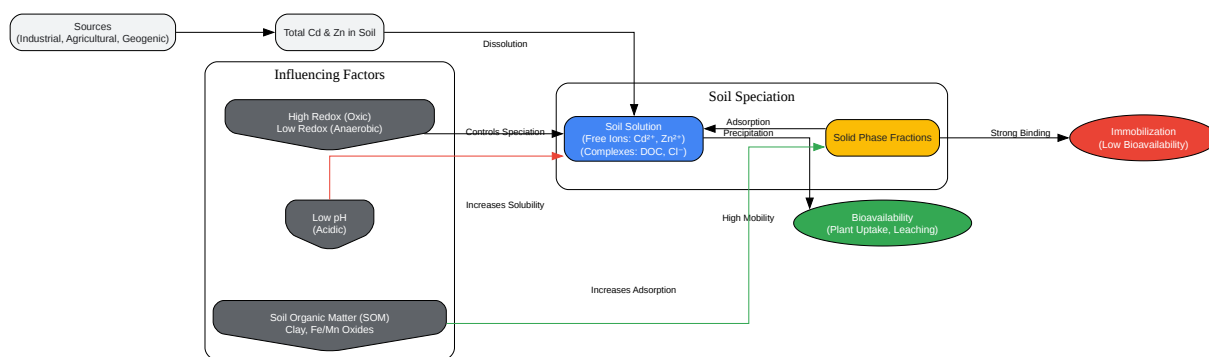 Sources
(Industrial, Agricultural, Geogenic)
Total Cd & Zn in Soil
Dissolution
Influencing Factors
High Redox (Oxic)
Low Redox (Anaerobic)
Controls Speciation
Low pH
(Acidic)
Increases Solubility
Soil Organic Matter (SOM)
Clay, Fe/Mn Oxides
Increases Adsorption
Soil Speciation
Soil Solution
(Free Ions: Cd²⁺, Zn²⁺)
(Complexes: DOC, Cl⁻)
Adsorption
Precipitation
Solid Phase Fractions
Strong Binding
Immobilization
(Low Bioavailability)
High Mobility
Bioavailability
(Plant Uptake, Leaching)